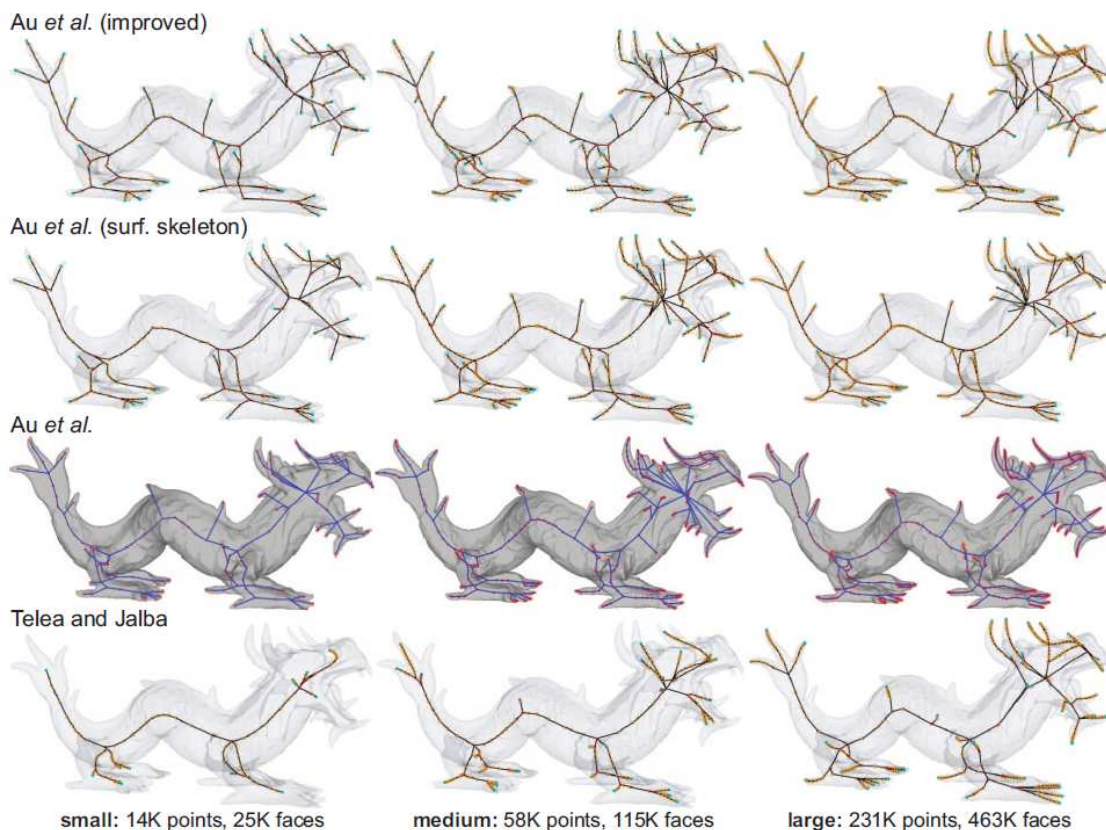 Au et al. (improved)
Au et al. (surf. skeleton)
Au et al.
Telea and Jalba
small: 14K points, 25K faces medium: 58K points, 115K faces large: 231K points, 463K faces